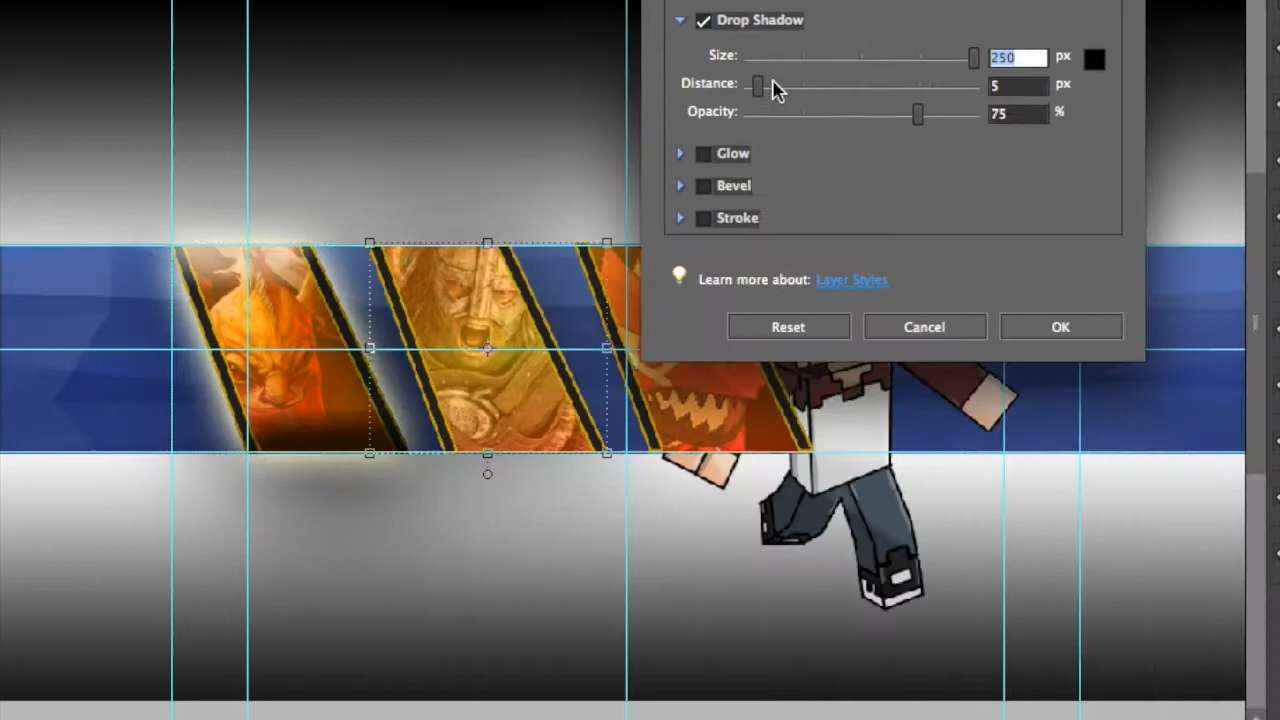 Drop Shadow
Size: 250 px
Distance: 5 px
Opacity: 75 %
Glow
Bevel
Stroke
Learn more about: Layer Styles
Reset Cancel OK